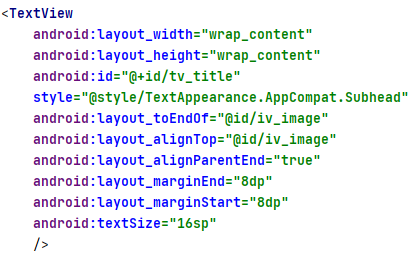 <TextView
android:layout_width="wrap_content"
android:layout_height="wrap_content"
android:id="@+id/tv_title"
style="@style/TextAppearance.AppCompat.Subhead"
android:layout_toEndOf="@id/iv_image"
android:layout_alignTop="@id/iv_image"
android:layout_alignParentEnd="true"
android:layout_marginEnd="8dp"
android:layout_marginStart="8dp"
android:textSize="16sp"
/>